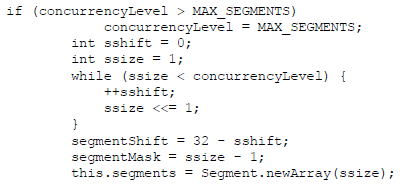 if (concurrencyLevel > MAX_SEGMENTS)
concurrencyLevel = MAX_SEGMENTS;
int sshift = 0;
int ssize = 1;
while (ssize < concurrencyLevel) {
++sshift;
ssize <<= 1;
}
segmentShift = 32 - sshift;
segmentMask = ssize - 1;
this.segments = Segment.newArray(ssize);